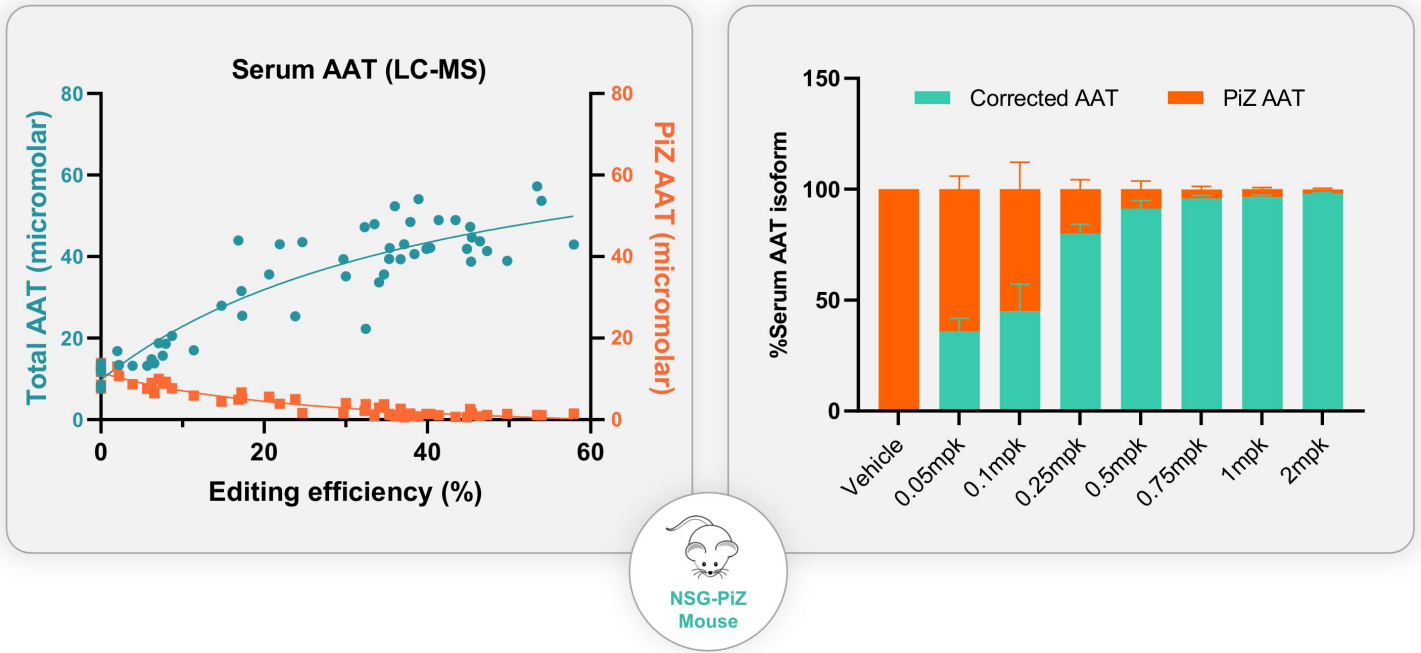 Serum AAT (LC-MS)
Total AAT (micromolar)
80
60
40
20
0
PiZ AAT (micromolar)
80
60
40
20
0
0 20 40 60
Editing efficiency (%)
Corrected AAT PiZ AAT
%Serum AAT isoform
150
100
50
0
Vehicle 0.05mpk 0.1mpk 0.25mpk 0.5mpk 0.75mpk 1mpk 2mpk
NSG-PiZ
Mouse